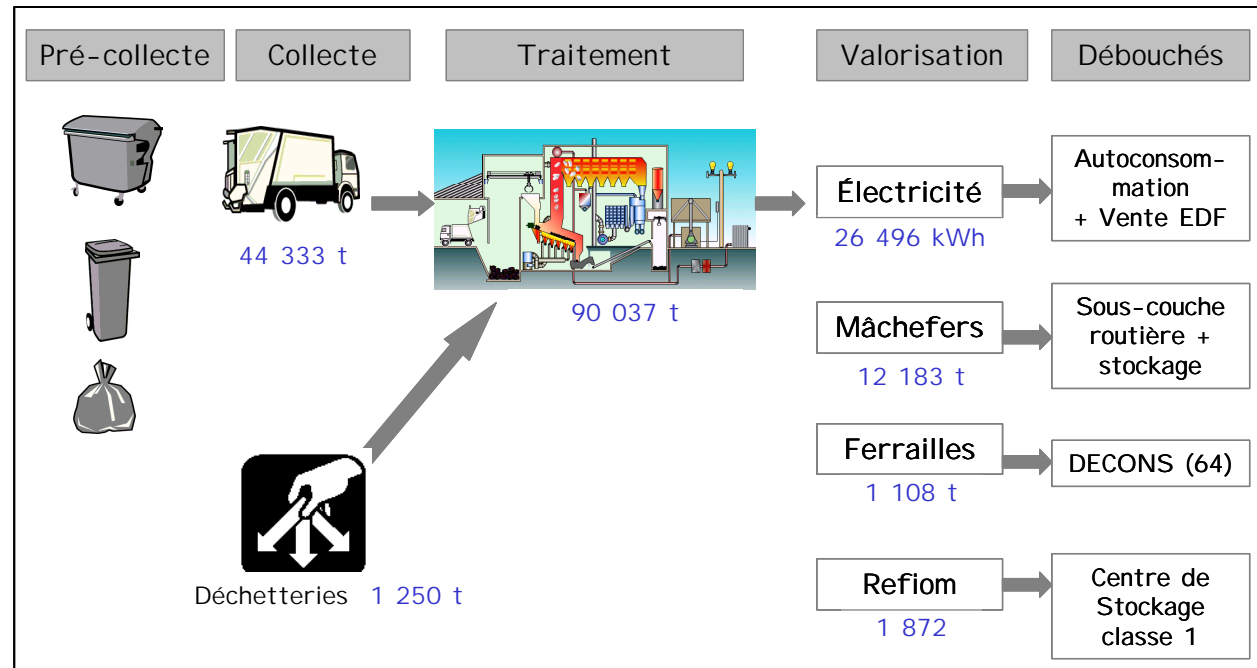 Pré-collecte
Collecte
Traitement
Valorisation
Débouchés
44 333 t
90 037 t
Déchetteries 1 250 t
Électricité
26 496 kWh
Autoconsom-
mation
+ Vente EDF
Mâchefers
12 183 t
Sous-couche
routière +
stockage
Ferrailles
1 108 t
DECONS (64)
Refiom
1 872
Centre de
Stockage
classe 1